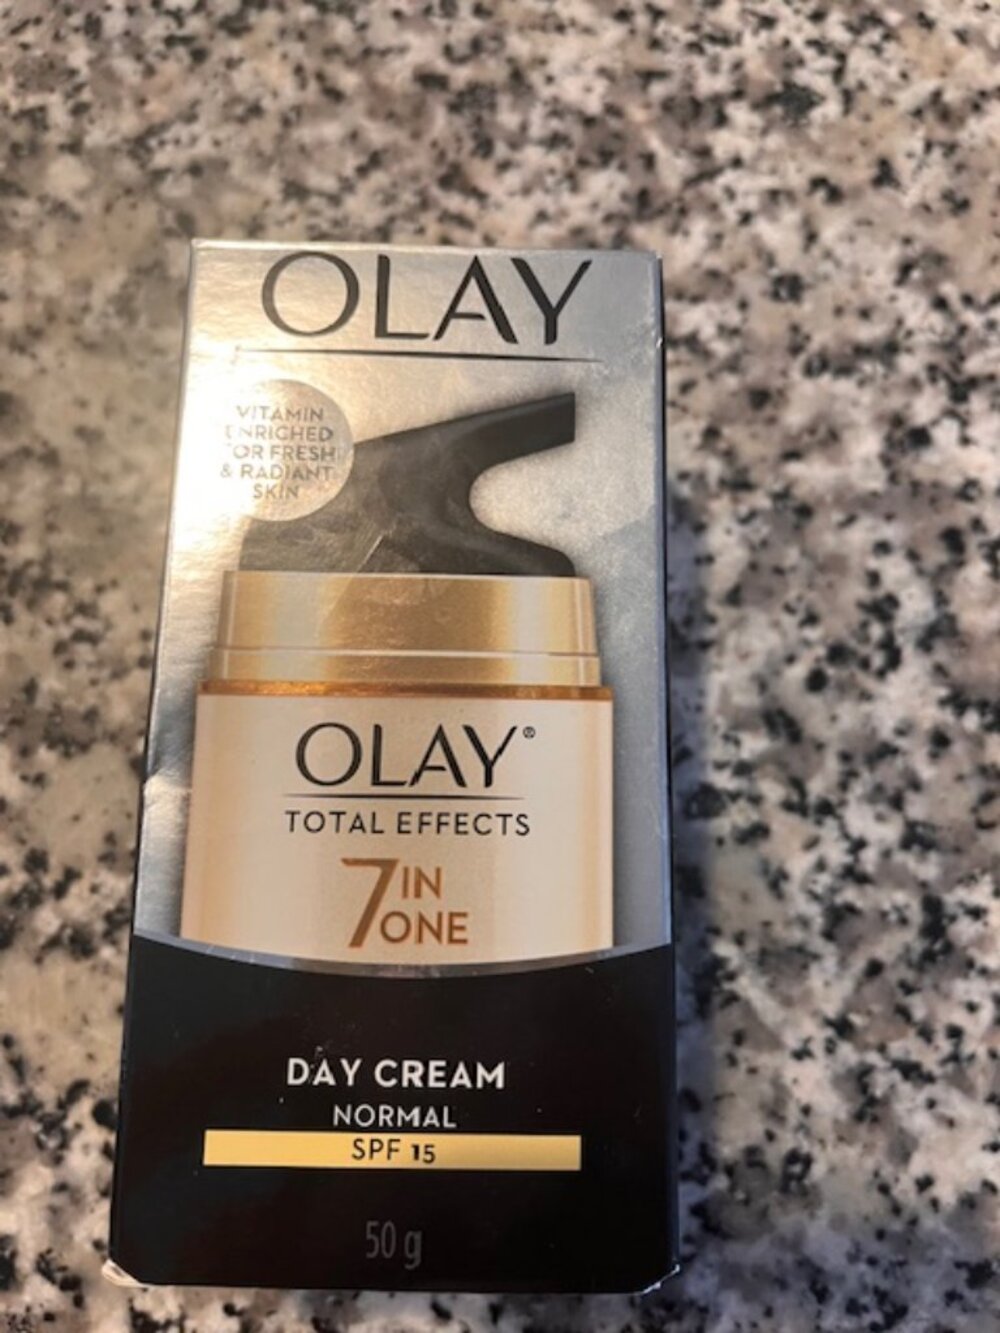 OLAY
VITAMIN
ENRICHED
FOR FRESH
& RADIANT
SKIN
OLAY®
TOTAL EFFECTS
7 IN
ONE
DAY CREAM
NORMAL
SPF 15
50 g